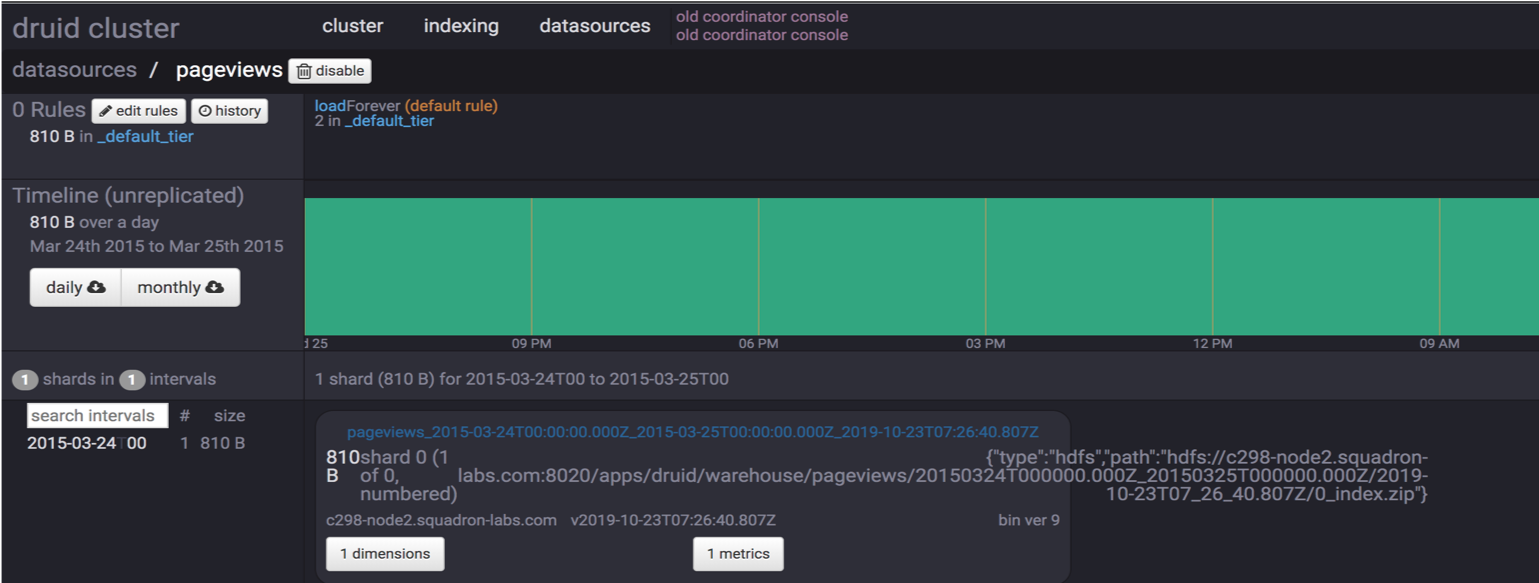 druid cluster cluster indexing datasources old coordinator console
old coordinator console
datasources / pageviews disable
0 Rules edit rules history
810 B in _default_tier
loadForever (default rule)
2 in _default_tier
Timeline (unreplicated)
810 B over a day
Mar 24th 2015 to Mar 25th 2015
daily monthly
25 09 PM 06 PM 03 PM 12 PM 09 AM
1 shards in 1 intervals
1 shard (810 B) for 2015-03-24T00 to 2015-03-25T00
search intervals # size
2015-03-24T00 1 810 B
pageviews_2015-03-24T00:00:00.000Z_2015-03-25T00:00:00.000Z_2019-10-23T07:26:40.807Z
810 shard 0 (1 {"type":"hdfs","path":"hdfs://c298-node2.squadron-
B of 0, labs.com:8020/apps/druid/warehouse/pageviews/20150324T000000.000Z_20150325T000000.000Z/2019-
numbered) 10-23T07_26_40.807Z/0_index.zip"}
c298-node2.squadron-labs.com v2019-10-23T07:26:40.807Z bin ver 9
1 dimensions 1 metrics